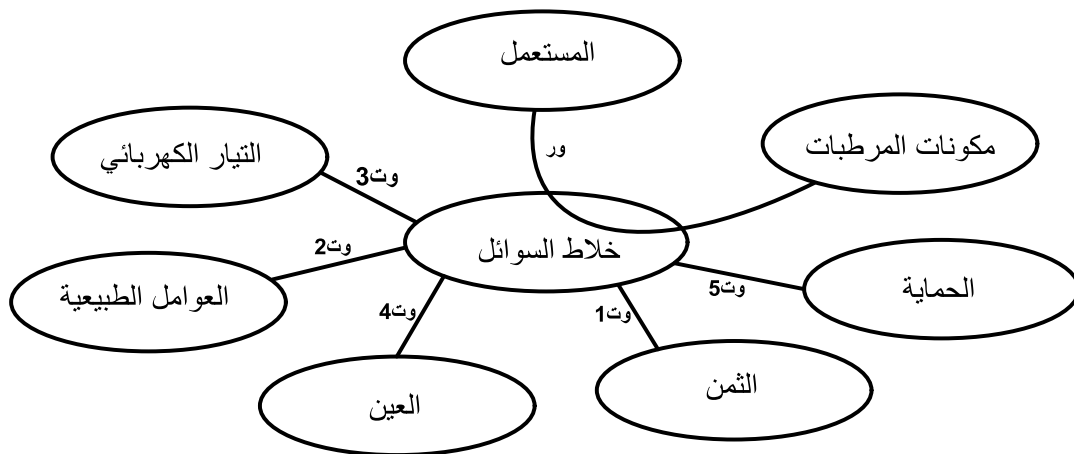 المستعمل
مكونات المرطبات
ور
التيار الكهربائي
وت3
خلاط السوائل
وت2
العوامل الطبيعية
الحماية
وت5
وت4
وت1
العين
الثمن